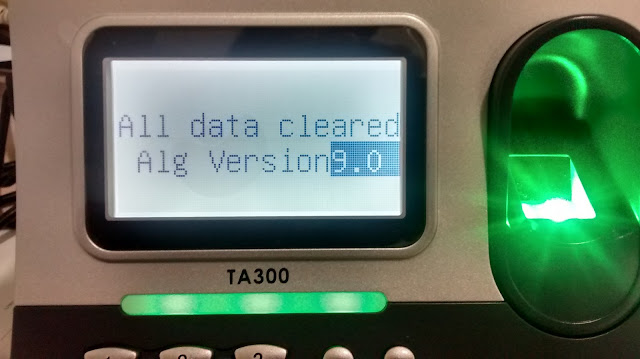 All data cleared
Alg Version9.0
TA300